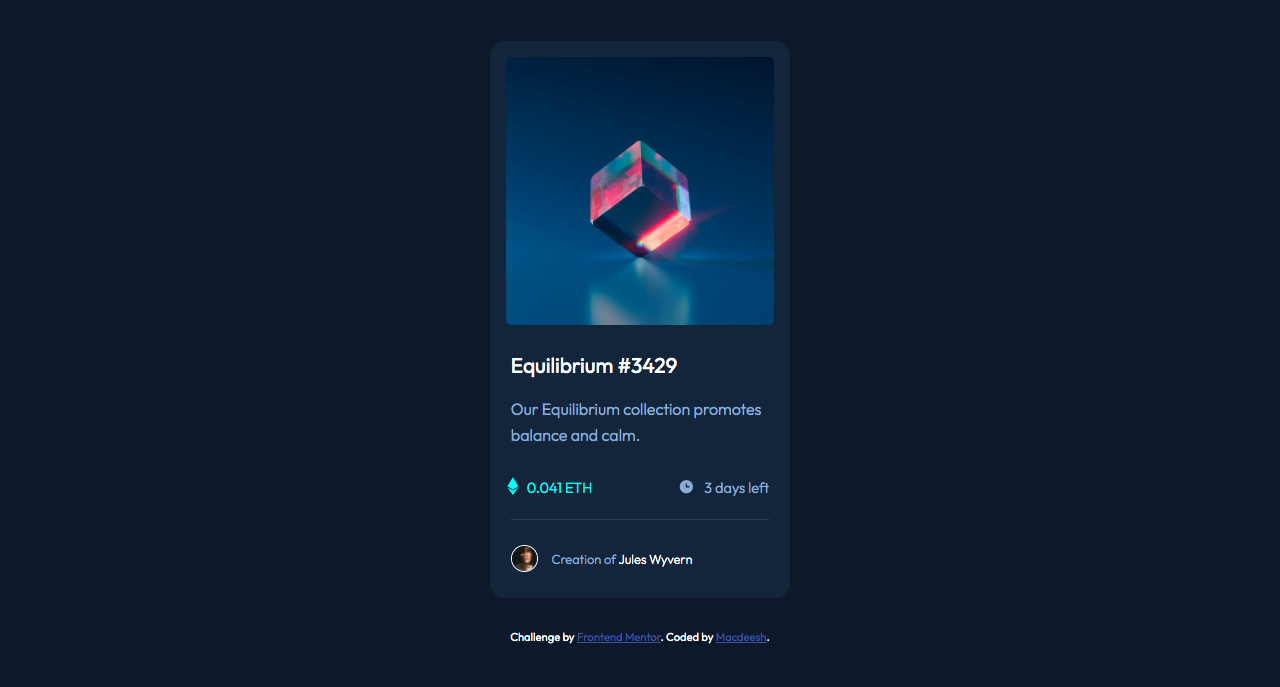 Equilibrium #3429
Our Equilibrium collection promotes
balance and calm.
0.041 ETH
3 days left
Creation of Jules Wyvern
Challenge by Frontend Mentor. Coded by Macdeesh.